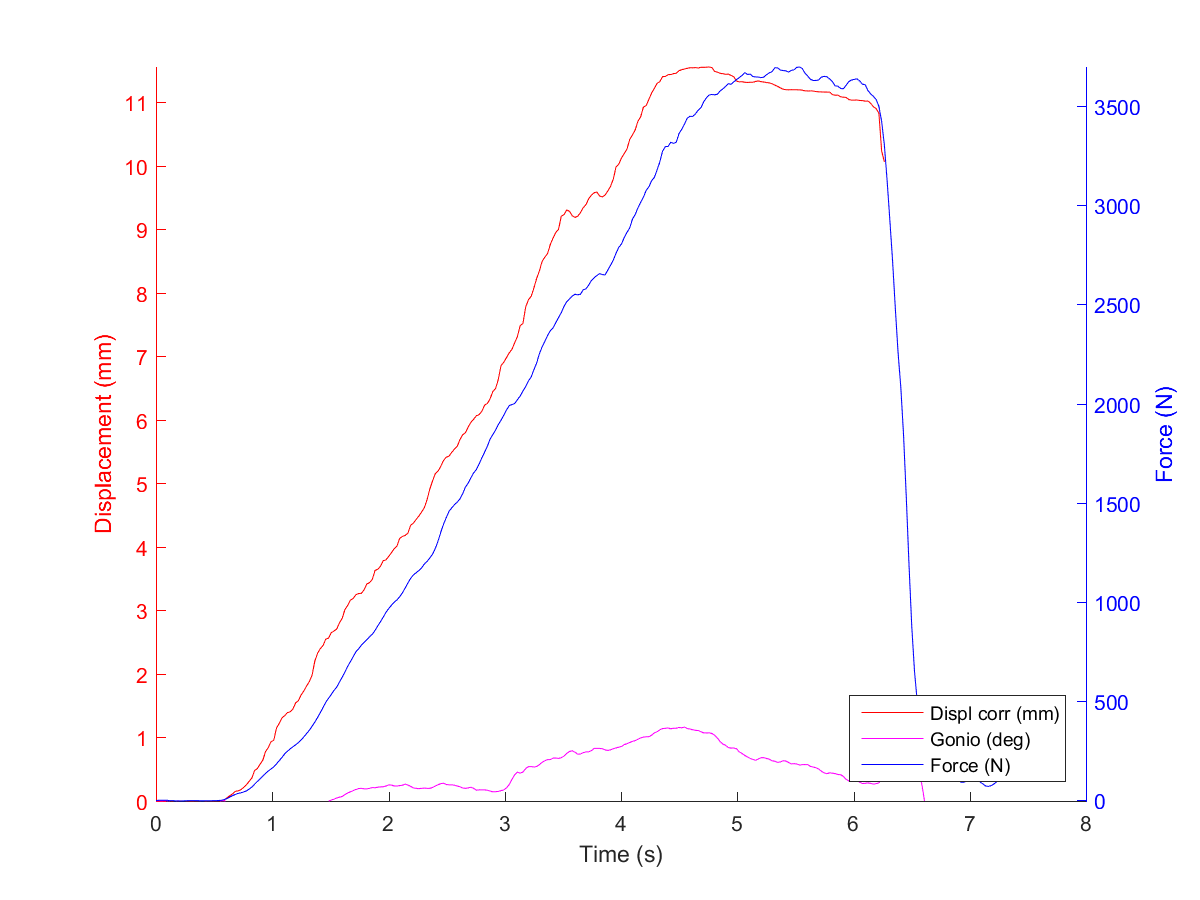 11
10
9
8
7
6
5
4
3
2
1
0
Displacement (mm)
3500
3000
2500
2000
1500
1000
500
0
Force (N)
Displ corr (mm)
Gonio (deg)
Force (N)
0 1 2 3 4 5 6 7 8
Time (s)